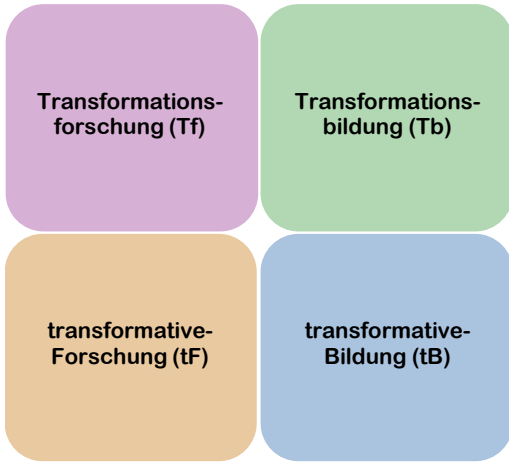 Transformations-
forschung (Tf)
Transformations-
bildung (Tb)
transformative-
Forschung (tF)
transformative-
Bildung (tB)